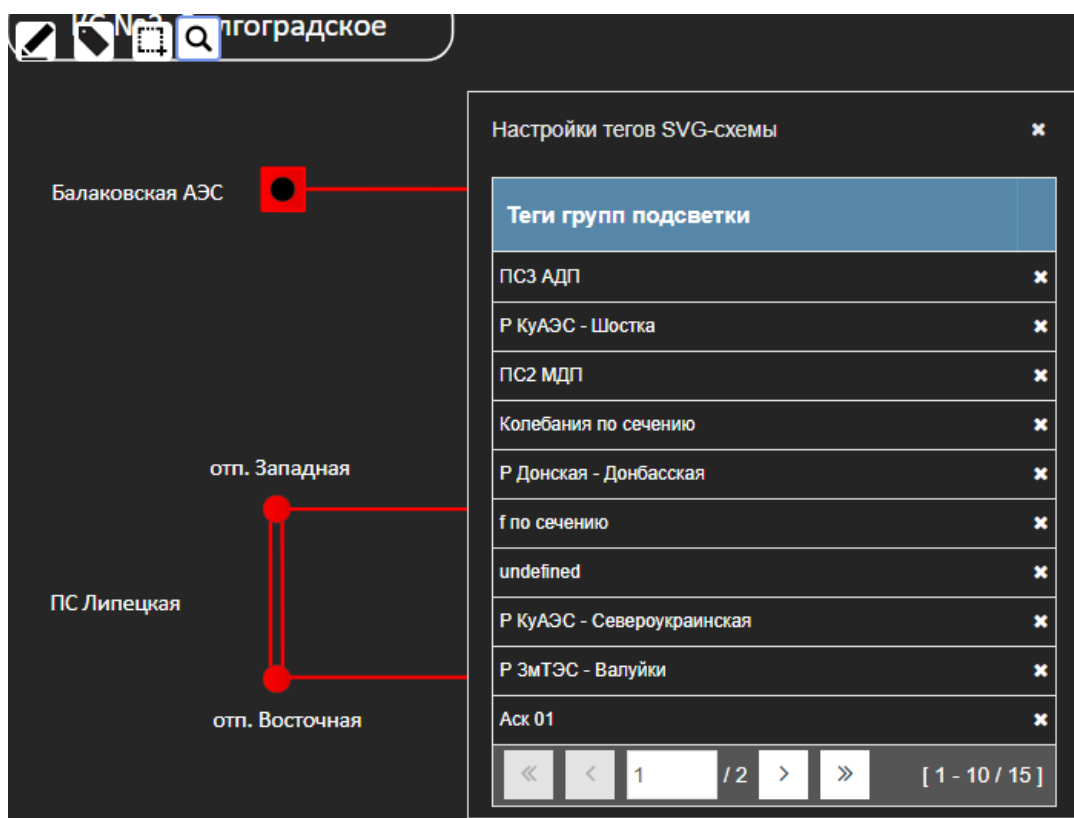 лгоградское
Настройки тегов SVG-схемы
Балаковская АЭС
Теги групп подсветки
ПС3 АДП
Р КуАЭС - Шостка
ПС2 МДП
Колебания по сечению
отп. Западная
Р Донская - Донбасская
f по сечению
undefined
ПС Липецкая
Р КуАЭС - Североукраинская
Р ЗмТЭС - Валуйки
отп. Восточная
Аск 01
1 / 2 [ 1 - 10 / 15 ]